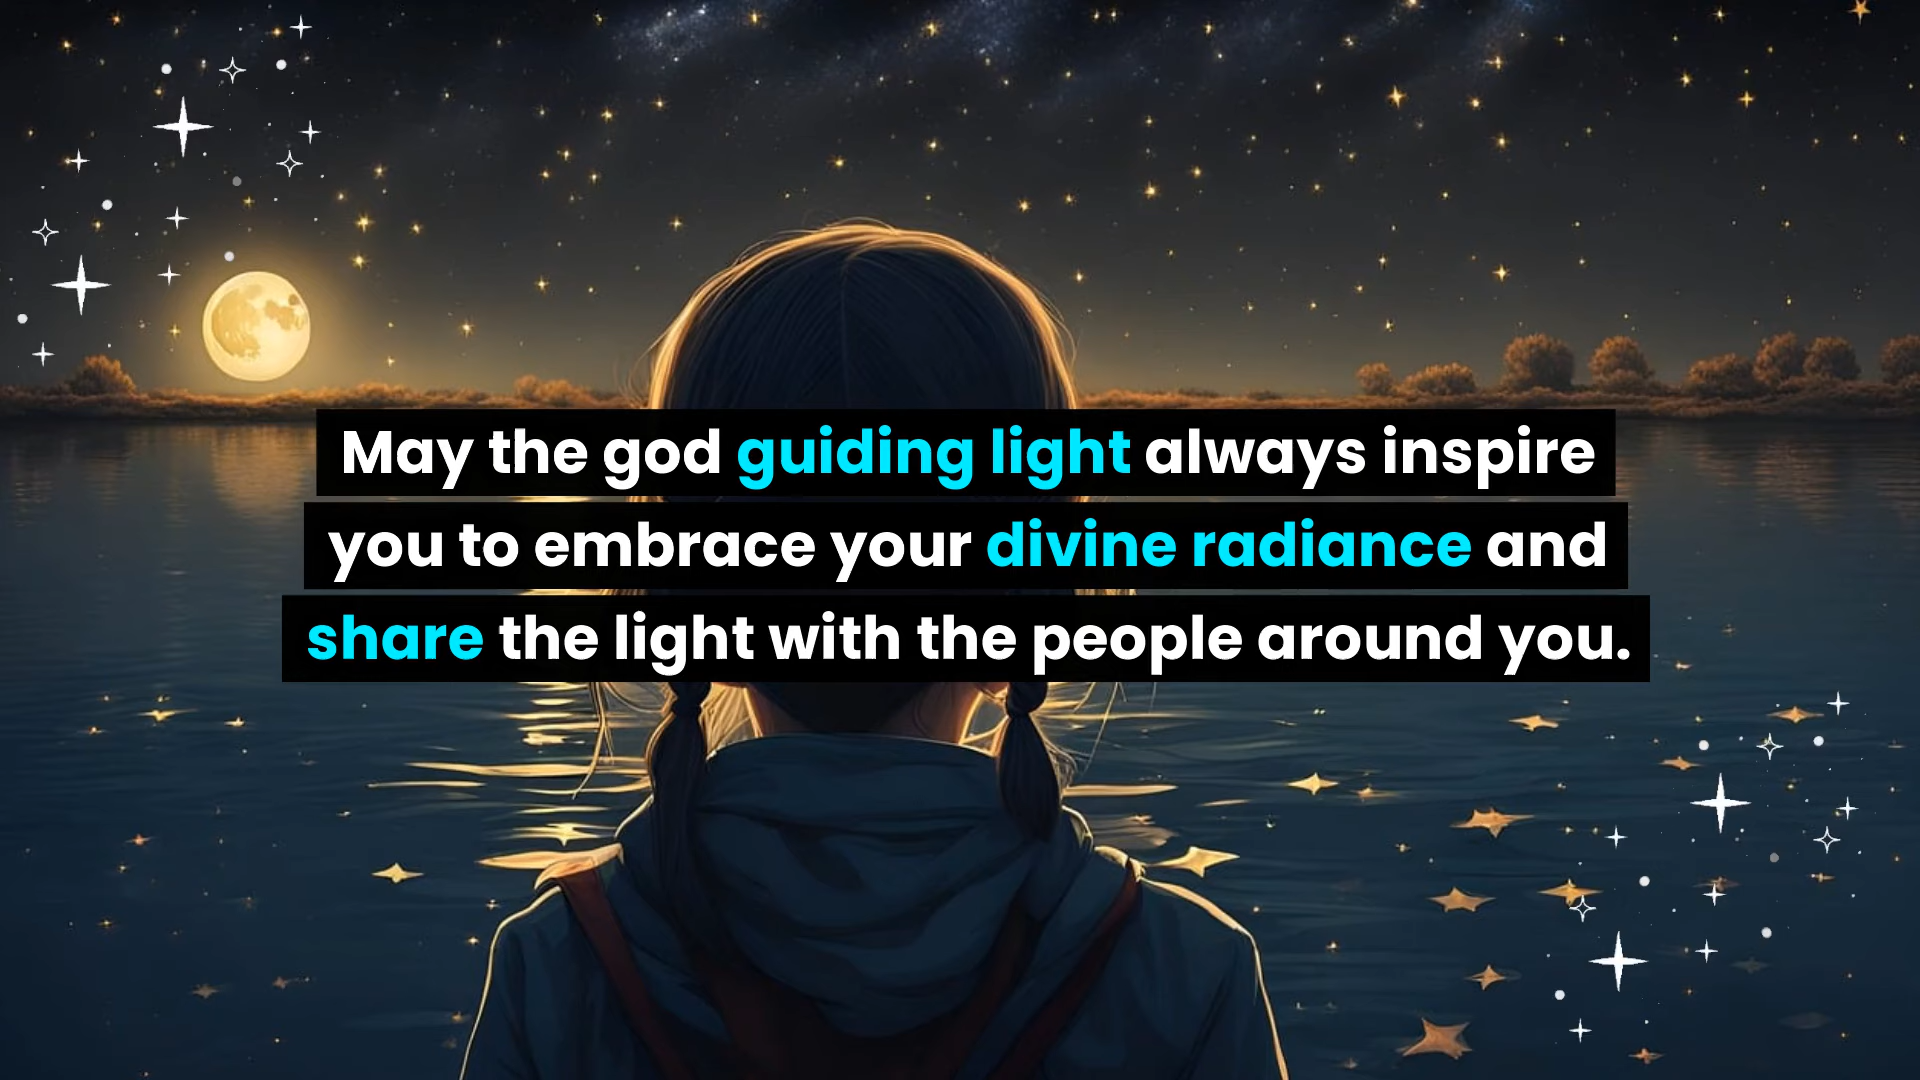 May the god guiding light always inspire
you to embrace your divine radiance and
share the light with the people around you.